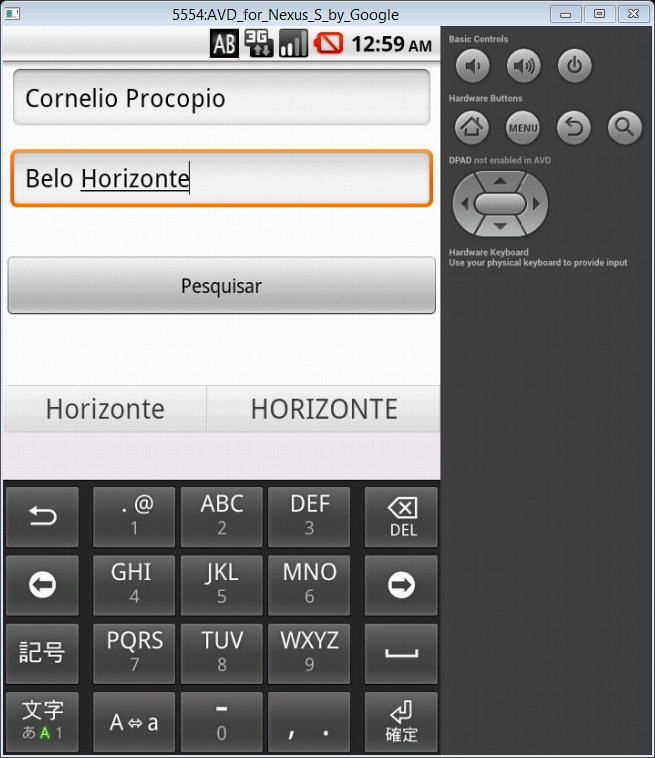 5554:AVD_for_Nexus_S_by_Google
AB 3G 12:59 AM
Cornelio Procopio
Belo Horizonte
Pesquisar
Horizonte HORIZONTE
. @ ABC DEF
1 2 3 DEL
GHI JKL MNO
4 5 6
記号 PQRS TUV WXYZ
7 8 9
文字 A⇔a - , .
あ A 1 0 確定
Basic Controls
Hardware Buttons
MENU
DPAD not enabled in AVD
Hardware Keyboard
Use your physical keyboard to provide input